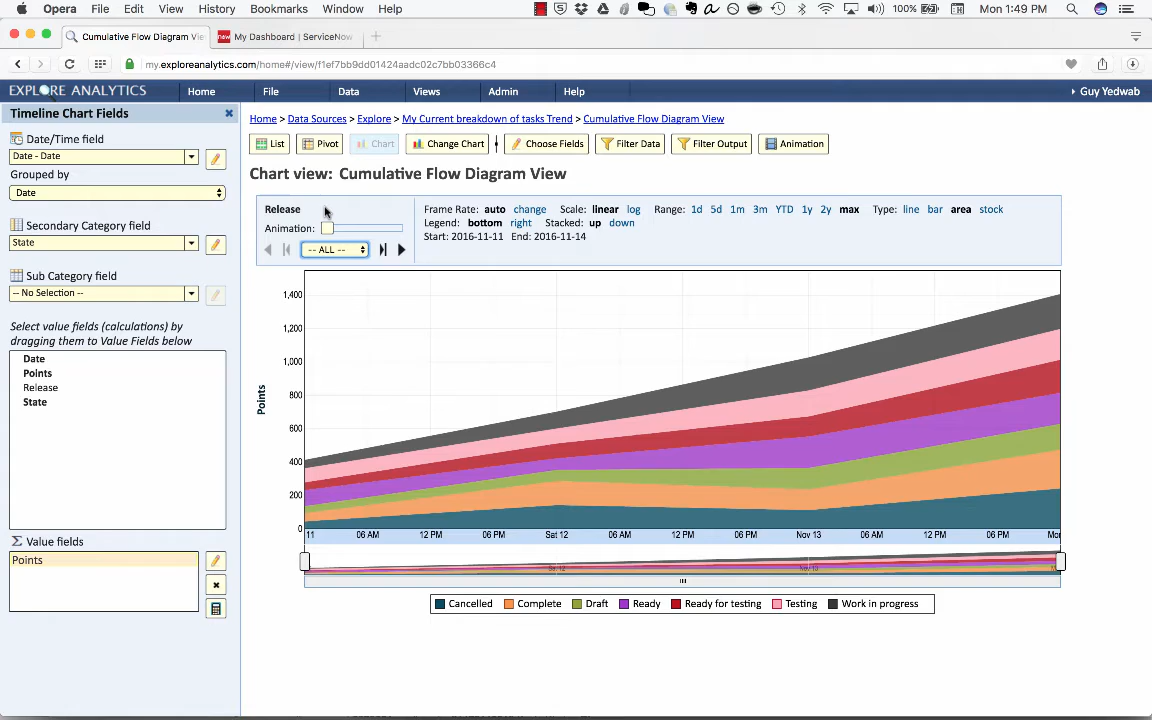 Opera File Edit View History Bookmarks Window Help 100% Mon 1:49 PM
Cumulative Flow Diagram Vie
My Dashboard | ServiceNow
my.exploreanalytics.com/home#/view/f1ef7bb9dd01424aadc02c7bb03366c4
EXPLORE ANALYTICS Home File Data Views Admin Help Guy Yedwab
Timeline Chart Fields
Date/Time field
Date - Date
Grouped by
Date
Secondary Category field
State
Sub Category field
-- No Selection --
Select value fields (calculations) by
dragging them to Value Fields below
Date
Points
Release
State
Value fields
Points
Home > Data Sources > Explore > My Current breakdown of tasks Trend > Cumulative Flow Diagram View
List Pivot Chart Change Chart Choose Fields Filter Data Filter Output Animation
Chart view: Cumulative Flow Diagram View
Release
Animation:
-- ALL --
Frame Rate: auto change Scale: linear log Range: 1d 5d 1m 3m YTD 1y 2y max Type: line bar area stock
Legend: bottom right Stacked: up down
Start: 2016-11-11 End: 2016-11-14
1,400
1,200
1,000
800
600
400
200
0
Points
11 06 AM 12 PM 06 PM Sat 12 06 AM 12 PM 06 PM Nov 13 06 AM 12 PM 06 PM Mon
Sat 12 Nov 13
Cancelled Complete Draft Ready Ready for testing Testing Work in progress